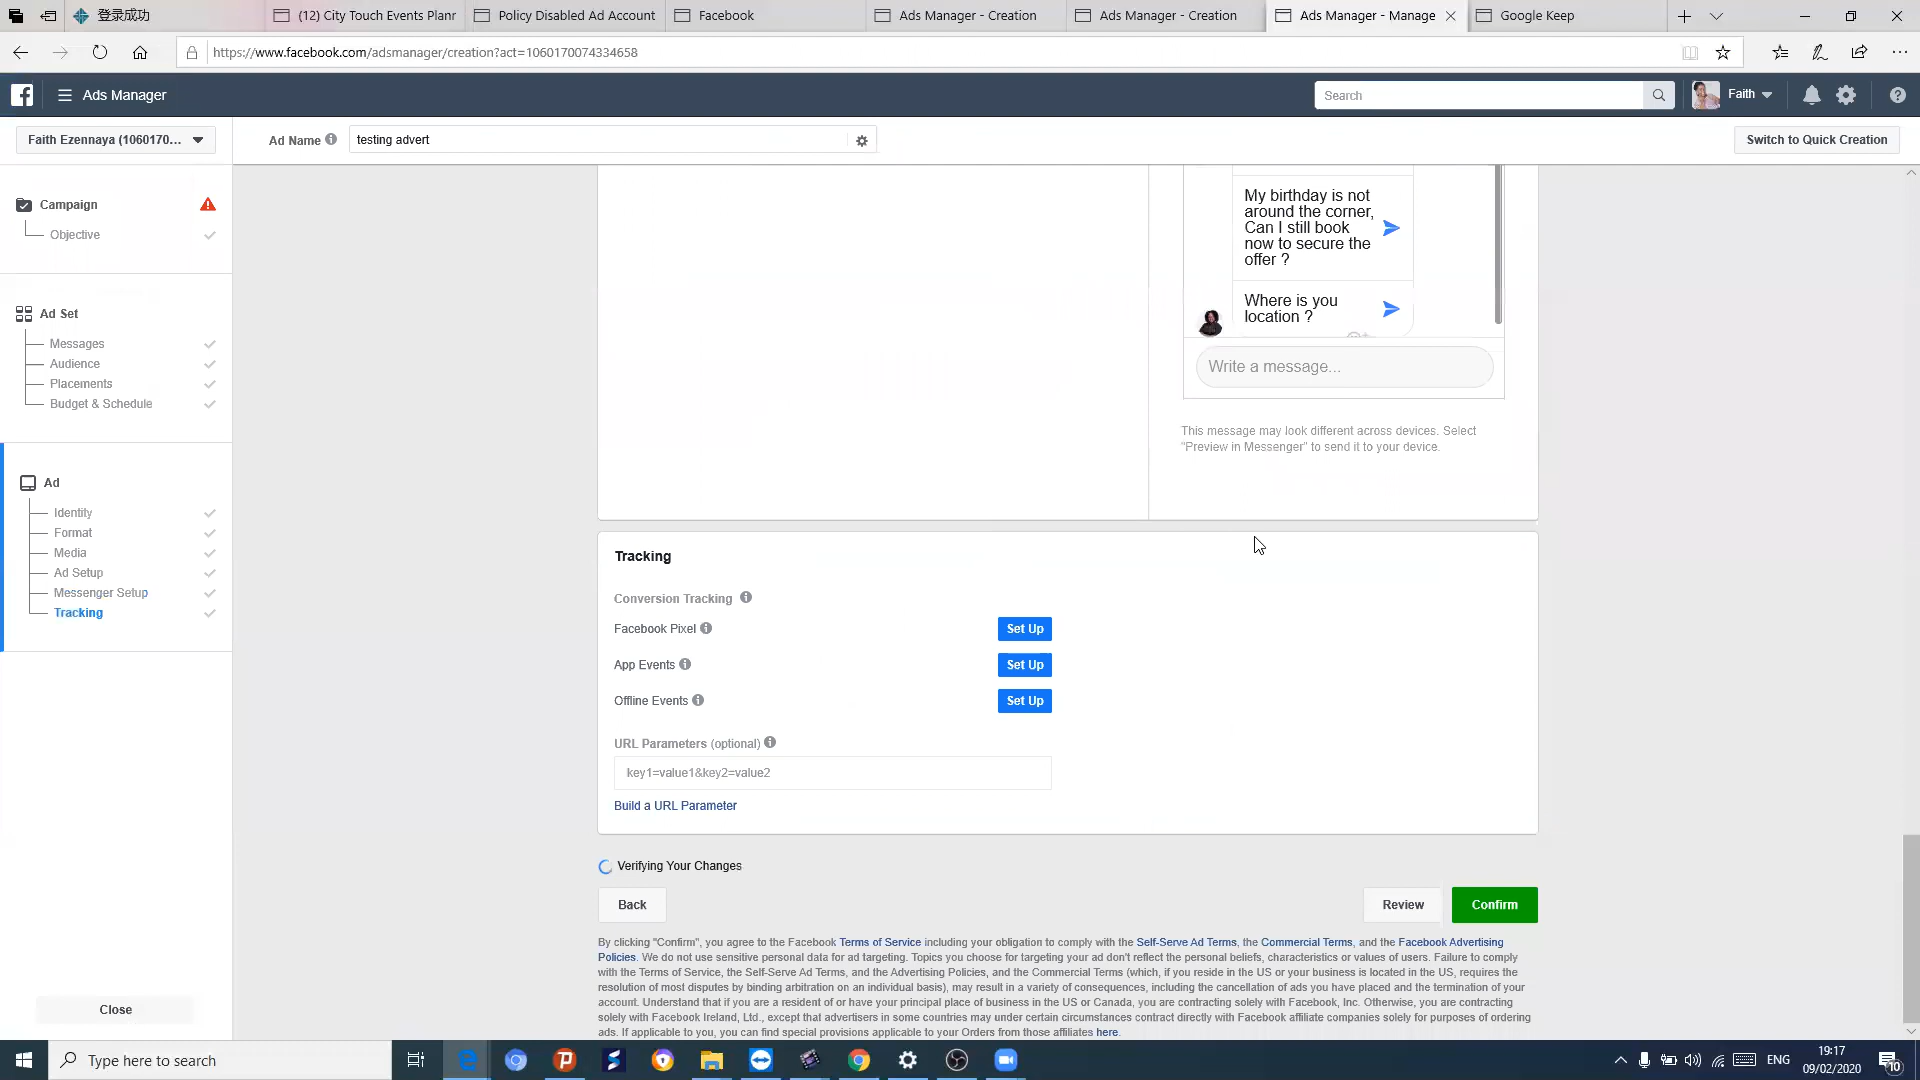 登录成功
(12) City Touch Events Planr
Policy Disabled Ad Account
Facebook
Ads Manager - Creation
Ads Manager - Creation
Ads Manager - Manage
Google Keep
https://www.facebook.com/adsmanager/creation?act=1060170074334658
Ads Manager
Search
Faith
Faith Ezennaya (1060170...
Ad Name
testing advert
Switch to Quick Creation
Campaign
Objective
Ad Set
Messages
Audience
Placements
Budget & Schedule
Ad
Identity
Format
Media
Ad Setup
Messenger Setup
Tracking
Close
My birthday is not
around the corner,
Can I still book
now to secure the
offer ?
Where is you
location ?
Write a message...
This message may look different across devices. Select
"Preview in Messenger" to send it to your device.
Tracking
Conversion Tracking
Facebook Pixel
Set Up
App Events
Set Up
Offline Events
Set Up
URL Parameters (optional)
key1=value1&key2=value2
Build a URL Parameter
Verifying Your Changes
Back
Review
Confirm
By clicking "Confirm", you agree to the Facebook Terms of Service including your obligation to comply with the Self-Serve Ad Terms, the Commercial Terms, and the Facebook Advertising
Policies. We do not use sensitive personal data for ad targeting. Topics you choose for targeting your ad don't reflect the personal beliefs, characteristics or values of users. Failure to comply
with the Terms of Service, the Self-Serve Ad Terms, and the Advertising Policies, and the Commercial Terms (which, if you reside in the US or your business is located in the US, requires the
resolution of most disputes by binding arbitration on an individual basis), may result in a variety of consequences, including the cancellation of ads you have placed and the termination of your
account. Understand that if you are a resident of or have your principal place of business in the US or Canada, you are contracting solely with Facebook, Inc. Otherwise, you are contracting
solely with Facebook Ireland, Ltd., except that advertisers in some countries may under certain circumstances contract directly with Facebook affiliate companies solely for purposes of ordering
ads. If applicable to you, you can find special provisions applicable to your Orders from those affiliates here.
Type here to search
ENG
19:17
09/02/2020
10